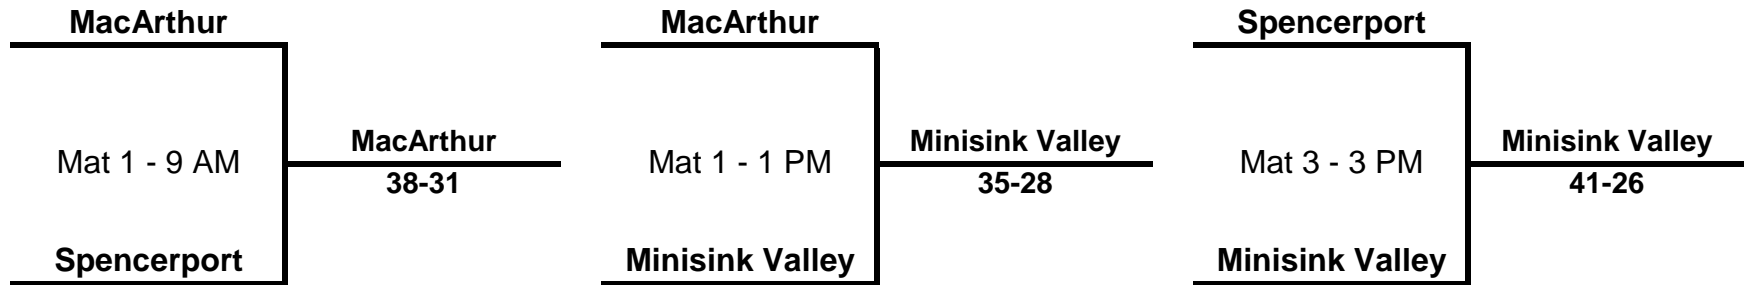 MacArthur
Mat 1 - 9 AM
MacArthur
38-31
Spencerport
MacArthur
Mat 1 - 1 PM
Minisink Valley
35-28
Minisink Valley
Spencerport
Mat 3 - 3 PM
Minisink Valley
41-26
Minisink Valley